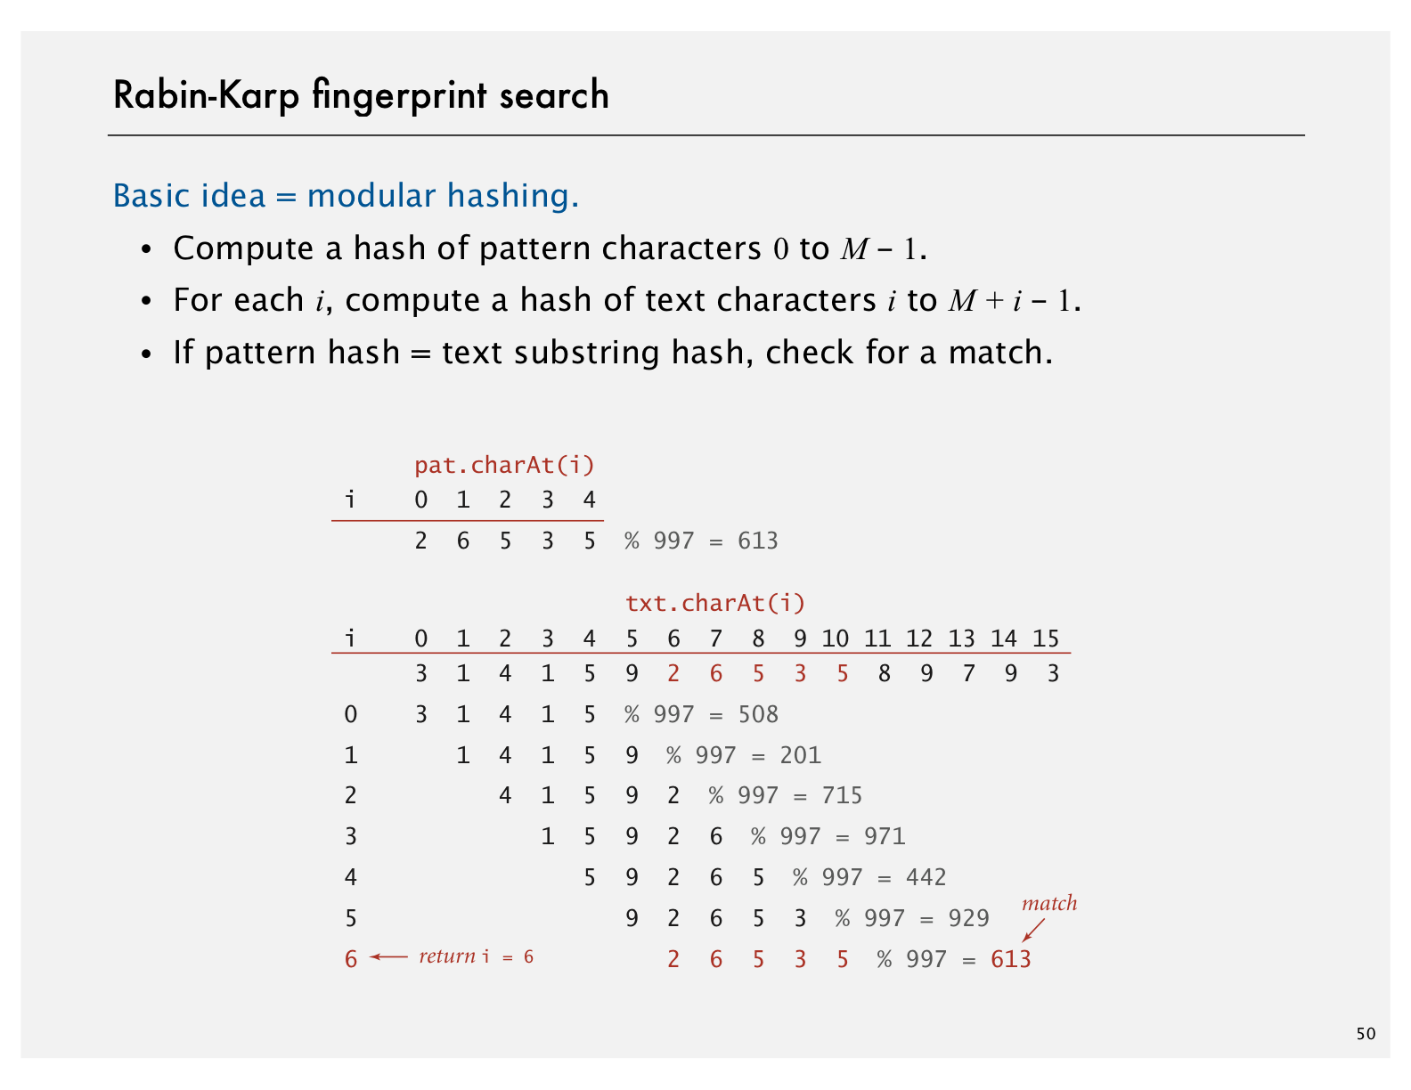 Rabin-Karp fingerprint search
Basic idea = modular hashing.
• Compute a hash of pattern characters 0 to M – 1.
• For each i, compute a hash of text characters i to M + i – 1.
• If pattern hash = text substring hash, check for a match.
pat.charAt(i)
i 0 1 2 3 4
2 6 5 3 5 % 997 = 613
txt.charAt(i)
i 0 1 2 3 4 5 6 7 8 9 10 11 12 13 14 15
3 1 4 1 5 9 2 6 5 3 5 8 9 7 9 3
0 3 1 4 1 5 % 997 = 508
1 1 4 1 5 9 % 997 = 201
2 4 1 5 9 2 % 997 = 715
3 1 5 9 2 6 % 997 = 971
4 5 9 2 6 5 % 997 = 442
match
5 9 2 6 5 3 % 997 = 929
6 return i = 6 2 6 5 3 5 % 997 = 613
50